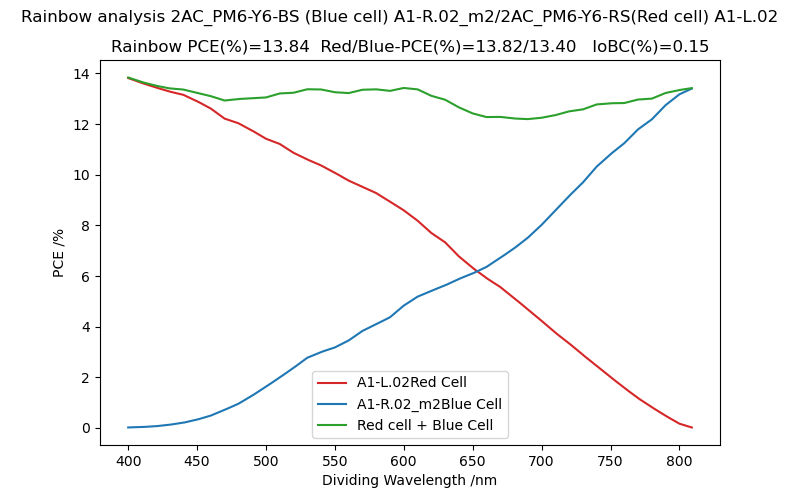 Rainbow analysis 2AC_PM6-Y6-BS (Blue cell) A1-R.02_m2/2AC_PM6-Y6-RS(Red cell) A1-L.02
Rainbow PCE(%)=13.84  Red/Blue-PCE(%)=13.82/13.40   IoBC(%)=0.15
14
12
10
8
6
4
2
0
PCE /%
A1-L.02Red Cell
A1-R.02_m2Blue Cell
Red cell + Blue Cell
400 450 500 550 600 650 700 750 800
Dividing Wavelength /nm